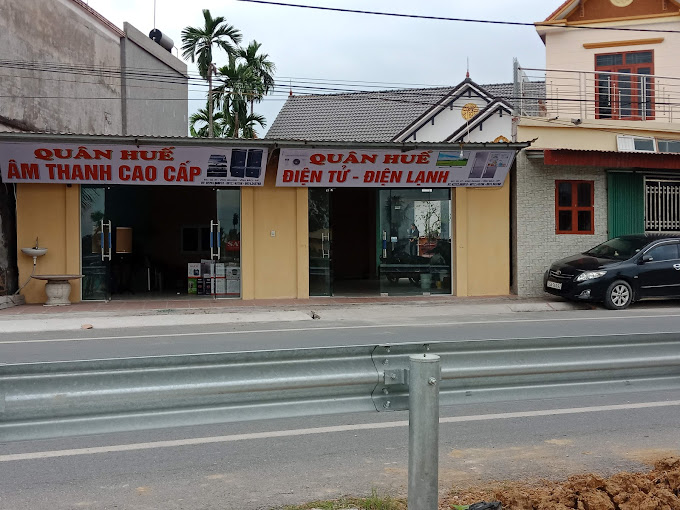 QUÂN HUẾ
ÂM THANH CAO CẤP
QUÂN HUẾ
ĐIỆN TỬ - ĐIỆN LẠNH